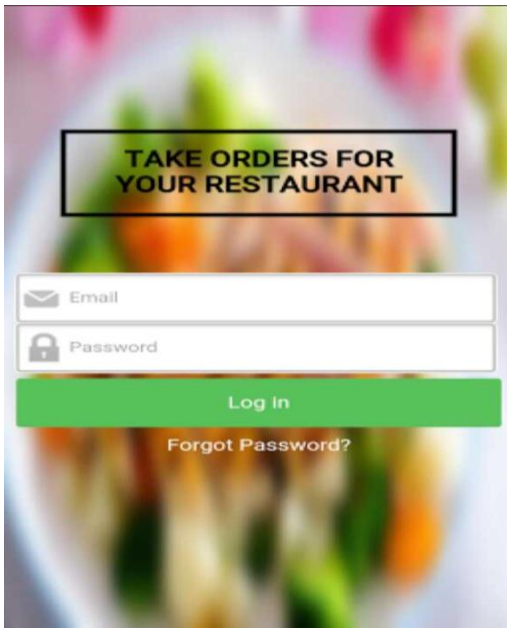 TAKE ORDERS FOR
YOUR RESTAURANT
Email
Password
Log in
Forgot Password?